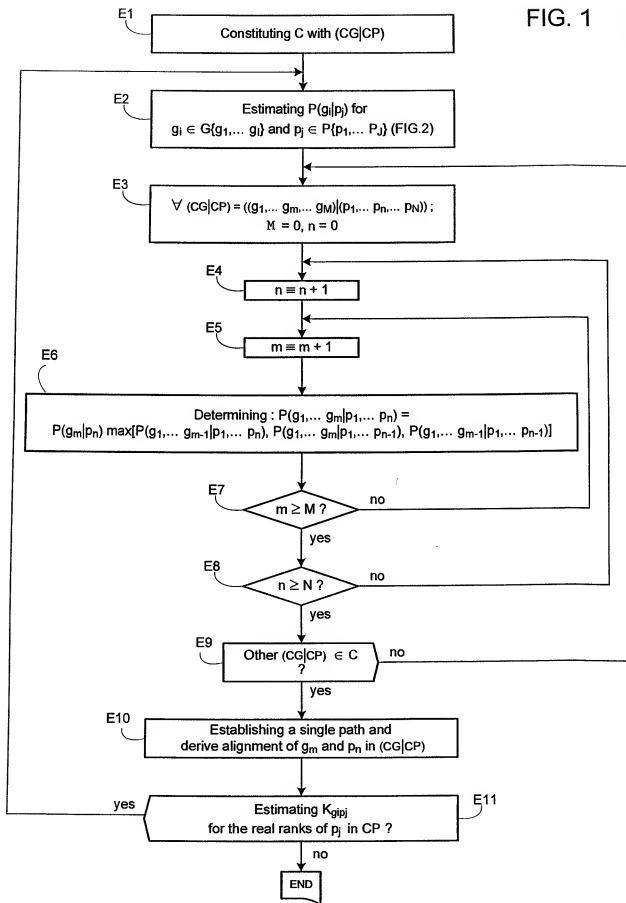 FIG. 1
E1
Constituting C with (CG|CP)
E2
Estimating P(gi|pj) for
gi ∈ G{g1,... gI} and pj ∈ P{p1,... PJ} (FIG.2)
E3
∀ (CG|CP) = ((g1,... gm,... gM)|(p1,... pn,... pN)) ;
M = 0, n = 0
E4
n ≡ n + 1
E5
m ≡ m + 1
E6
Determining : P(g1,... gm|p1,... pn) =
P(gm|pn) max[P(g1,... gm-1|p1,... pn), P(g1,... gm|p1,... pn-1), P(g1,... gm-1|p1,... pn-1)]
E7
m ≥ M ?
no
yes
E8
n ≥ N ?
no
yes
E9
Other (CG|CP) ∈ C
?
no
yes
E10
Establishing a single path and
derive alignment of gm and pn in (CG|CP)
yes
Estimating Kgipj
for the real ranks of pj in CP ?
E11
no
END